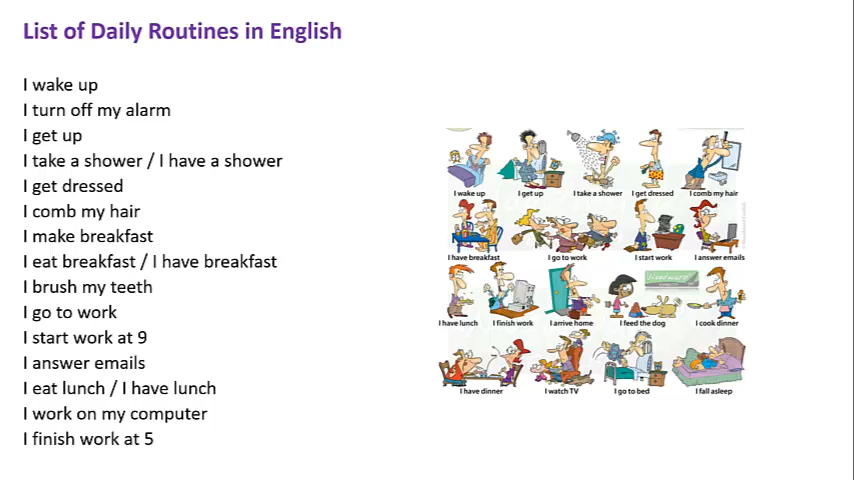 List of Daily Routines in English
I wake up
I turn off my alarm
I get up
I take a shower / I have a shower
I get dressed
I comb my hair
I make breakfast
I eat breakfast / I have breakfast
I brush my teeth
I go to work
I start work at 9
I answer emails
I eat lunch / I have lunch
I work on my computer
I finish work at 5
I wake up I get up I take a shower I get dressed I comb my hair
I have breakfast I go to work I start work I answer emails
I have lunch I finish work I arrive home I feed the dog I cook dinner
I have dinner I watch TV I go to bed I fall asleep